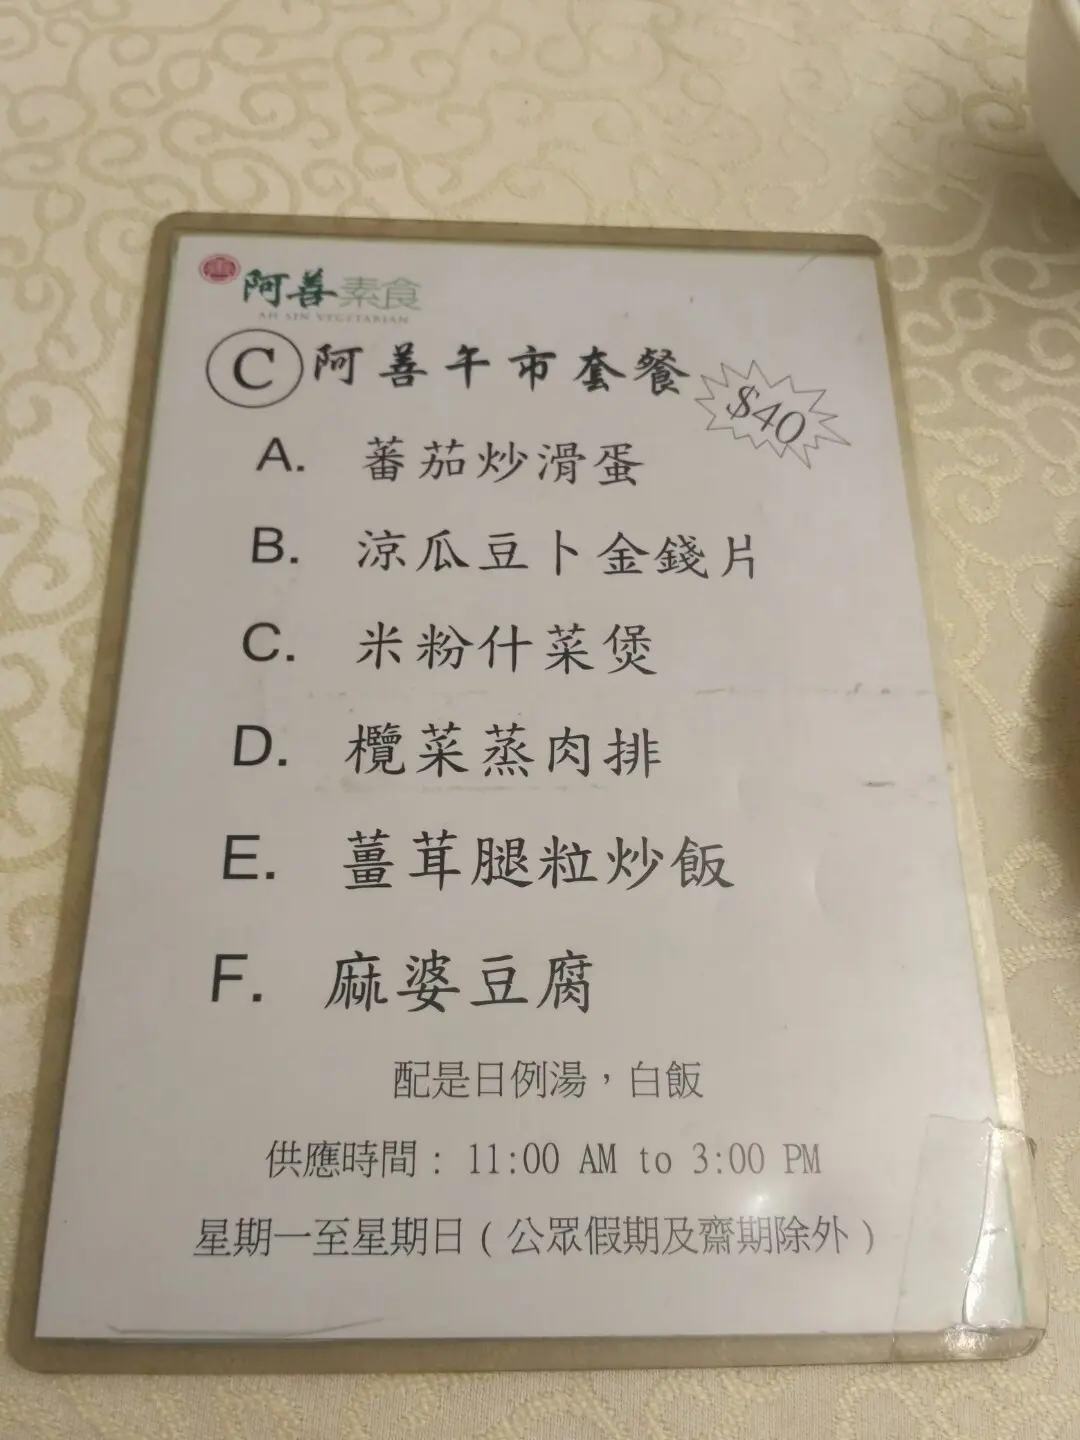 阿善素食
AH SIN VEGETARIAN
C 阿善午市套餐 $40
A. 蕃茄炒滑蛋
B. 涼瓜豆卜金錢片
C. 米粉什菜煲
D. 欖菜蒸肉排
E. 薑茸腿粒炒飯
F. 麻婆豆腐
配是日例湯，白飯
供應時間： 11:00 AM to 3:00 PM
星期一至星期日（公眾假期及齋期除外）